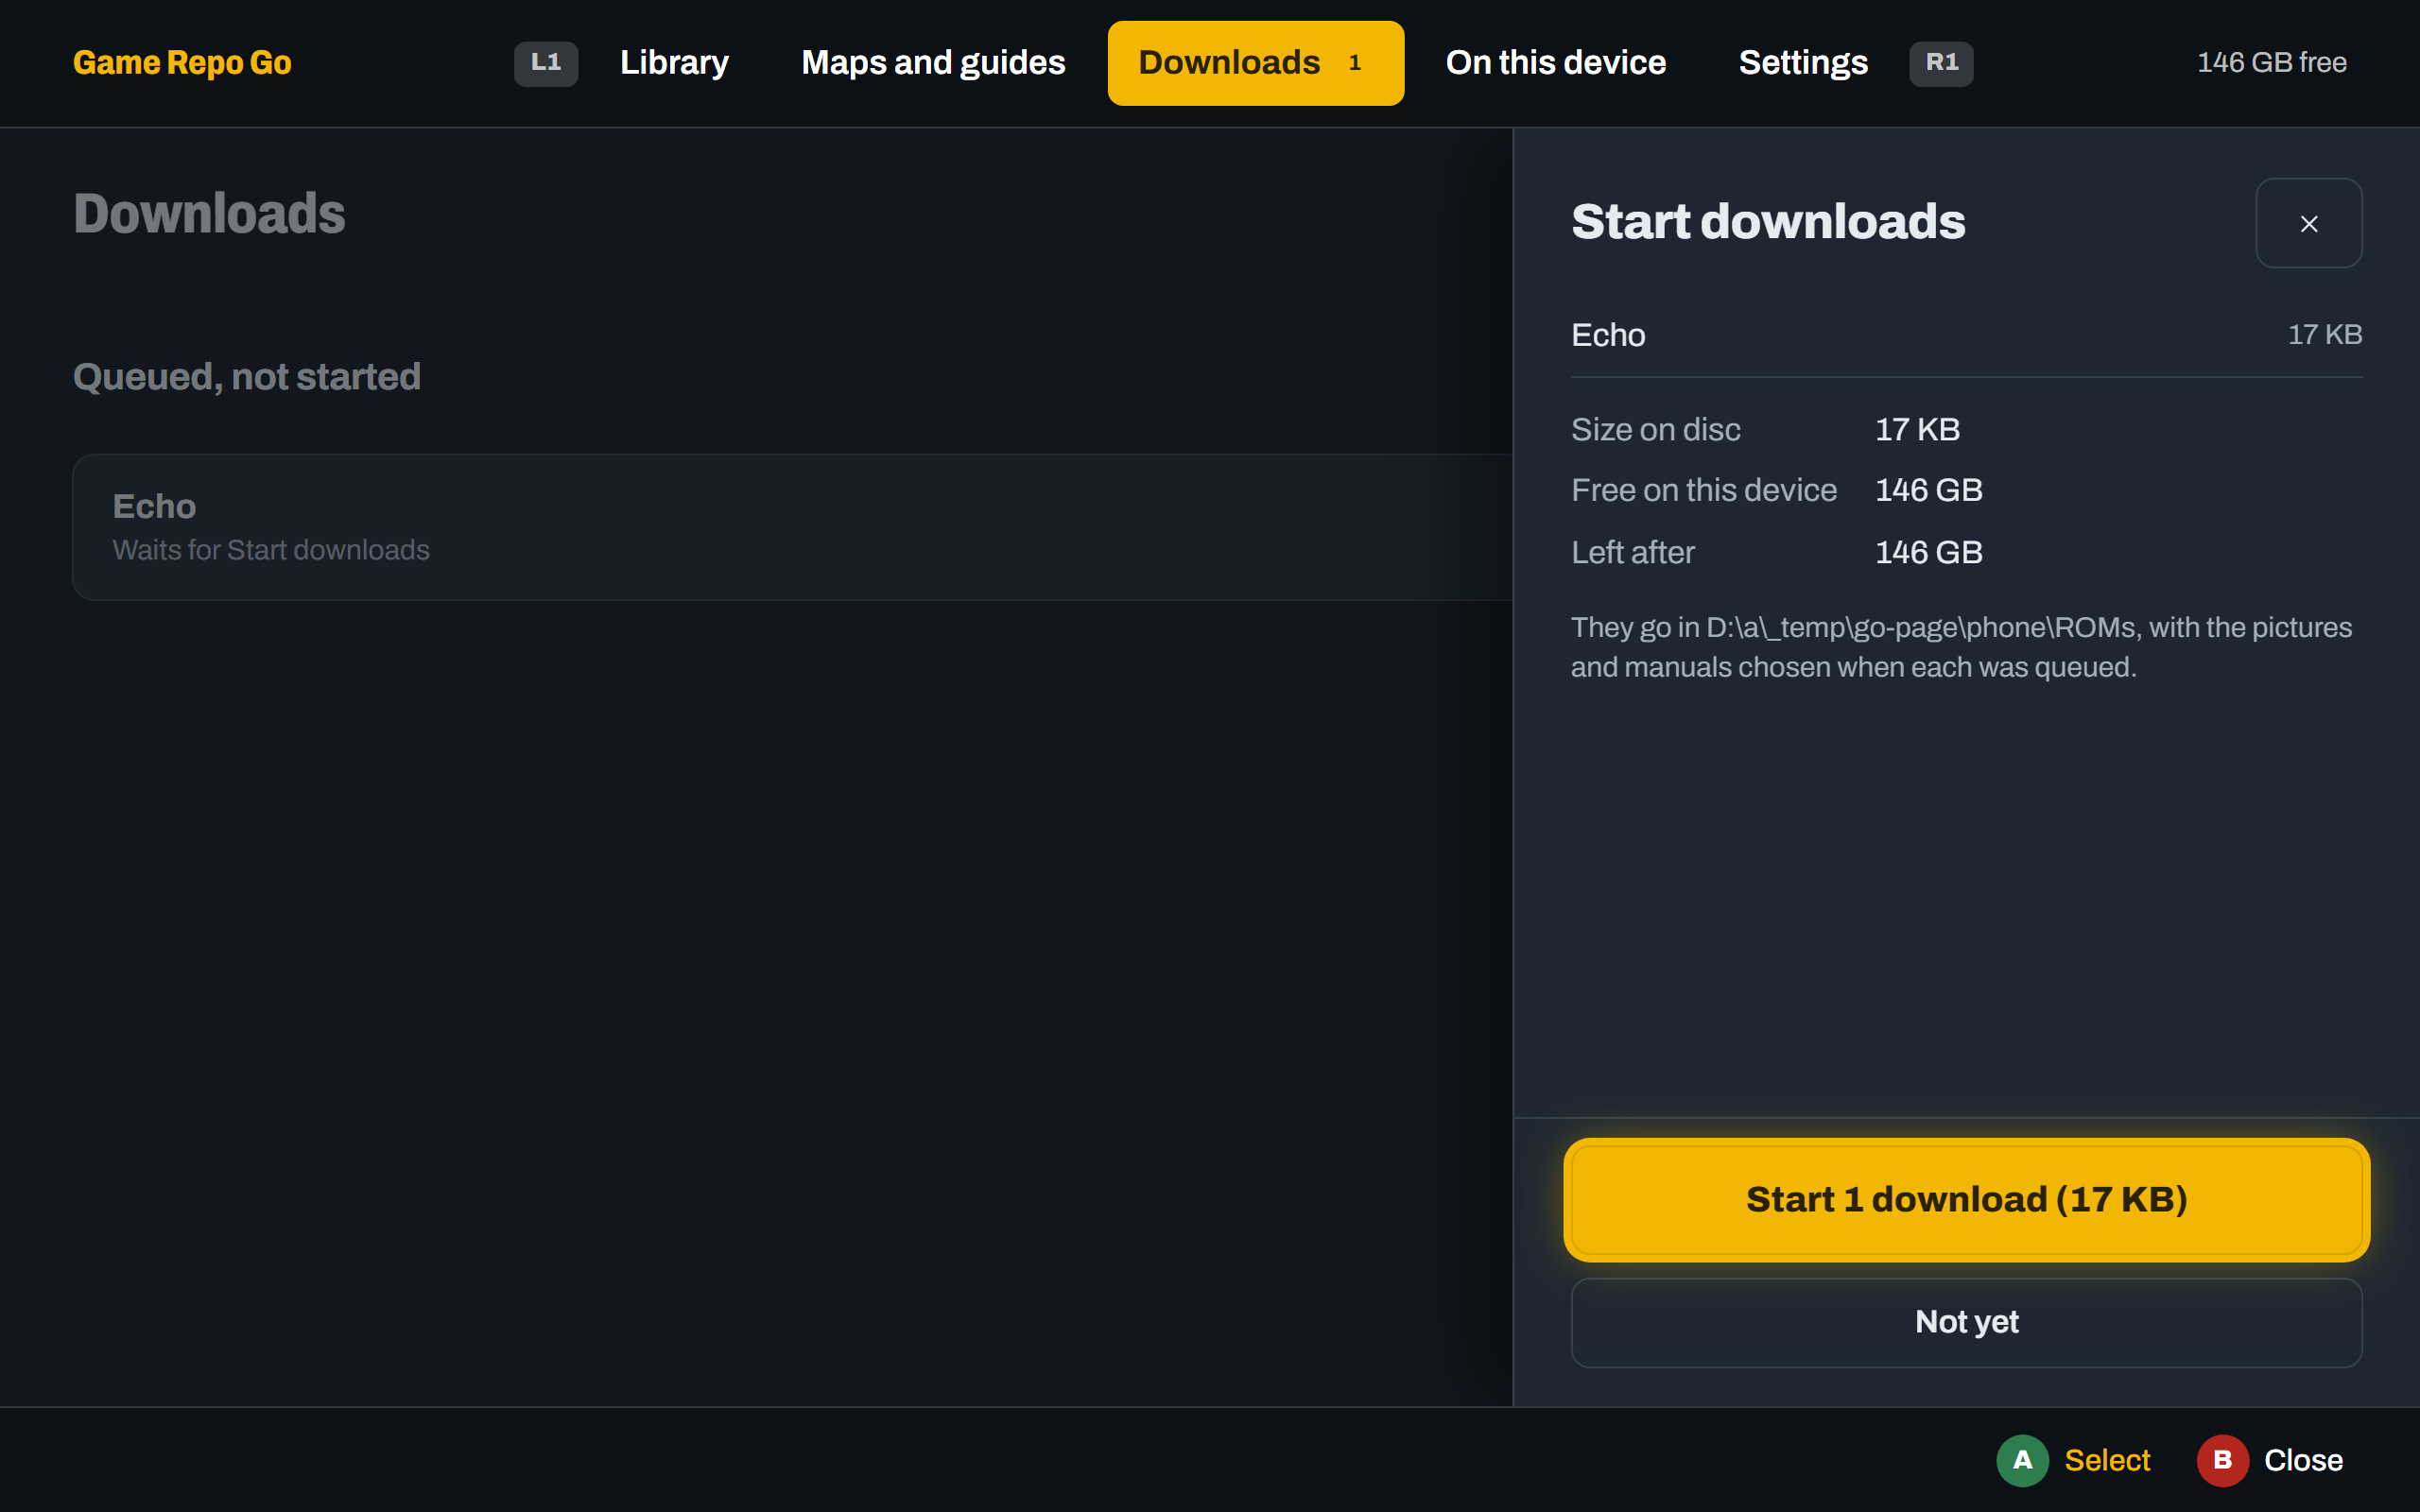 Game Repo Go
L1
Library
Maps and guides
Downloads 1
On this device
Settings
R1
146 GB free
Downloads
Queued, not started
Echo
Waits for Start downloads
Start downloads
×
Echo
17 KB
Size on disc
17 KB
Free on this device
146 GB
Left after
146 GB
They go in D:\a\_temp\go-page\phone\ROMs, with the pictures
and manuals chosen when each was queued.
Start 1 download (17 KB)
Not yet
A Select
B Close